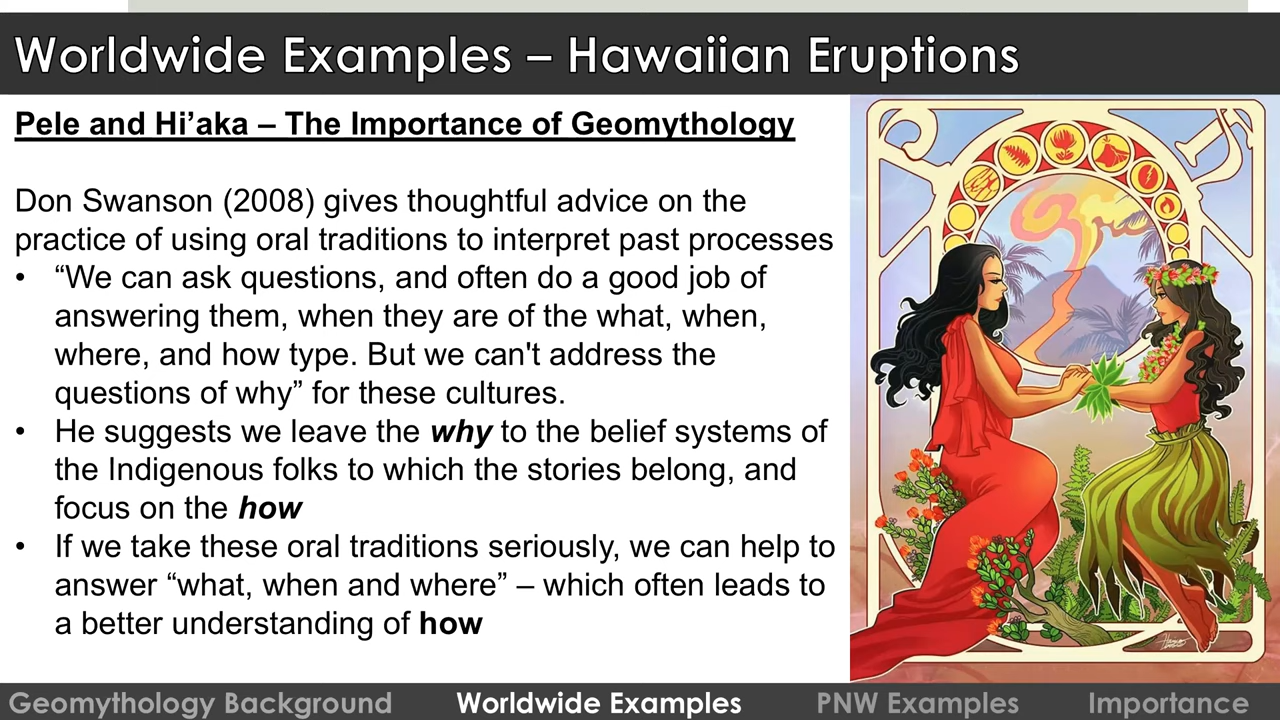 Worldwide Examples – Hawaiian Eruptions
Pele and Hi’aka – The Importance of Geomythology
Don Swanson (2008) gives thoughtful advice on the
practice of using oral traditions to interpret past processes
• “We can ask questions, and often do a good job of
answering them, when they are of the what, when,
where, and how type. But we can't address the
questions of why” for these cultures.
• He suggests we leave the why to the belief systems of
the Indigenous folks to which the stories belong, and
focus on the how
• If we take these oral traditions seriously, we can help to
answer “what, when and where” – which often leads to
a better understanding of how
Geomythology Background Worldwide Examples PNW Examples Importance